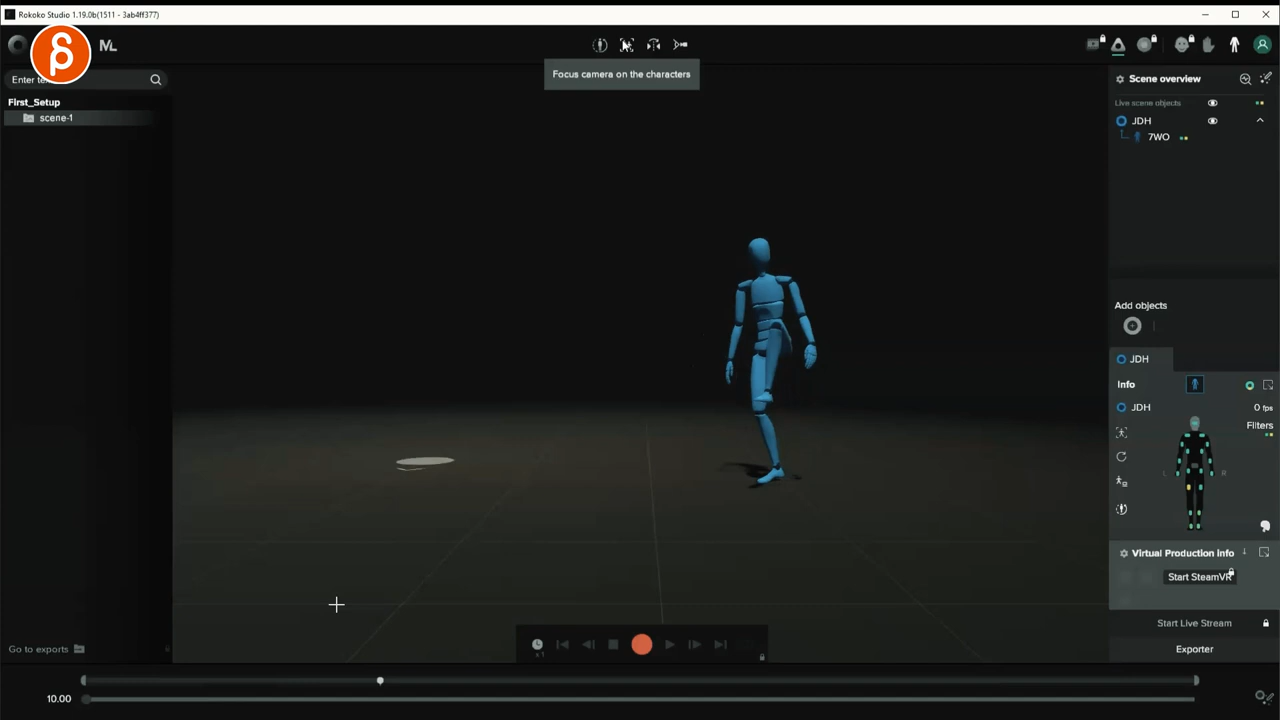 Rokoko Studio 1.19.0b(1511 - 3ab4ff377)
ML
Focus camera on the characters
Enter
First_Setup
scene-1
Scene overview
Live scene objects
JDH
7WO
Add objects
JDH
Info
JDH
0 fps
Filters
L
R
Virtual Production Info
Start SteamVR
Start Live Stream
Exporter
Go to exports
x1
10.00